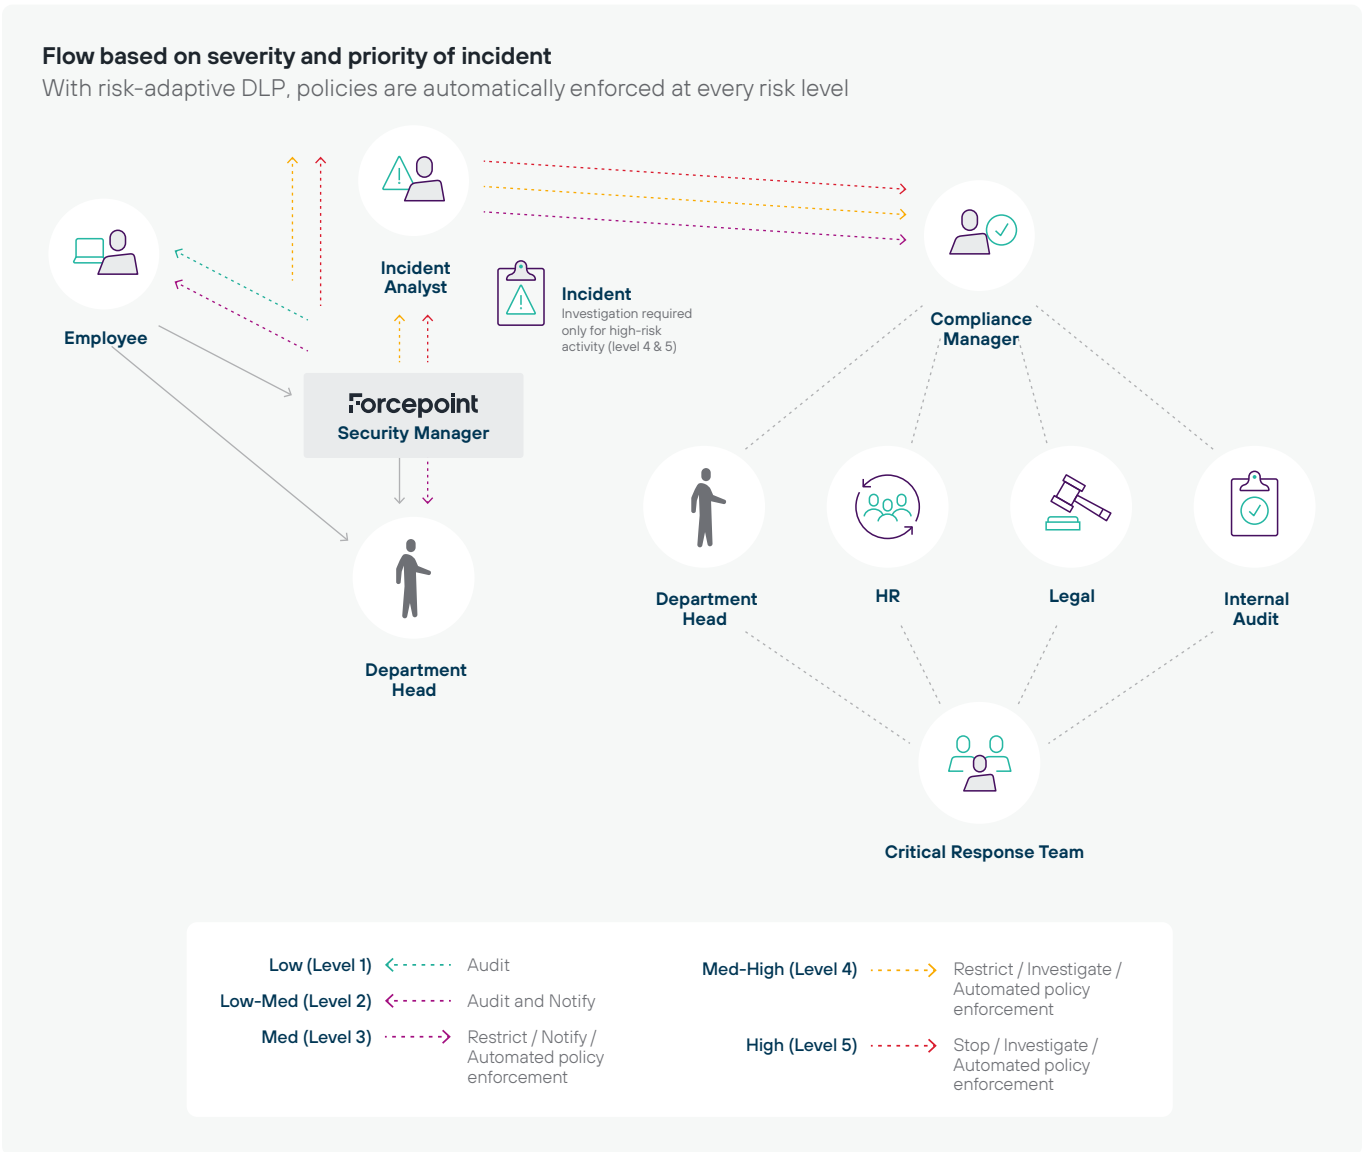 Flow based on severity and priority of incident
With risk-adaptive DLP, policies are automatically enforced at every risk level
Employee
Incident
Analyst
Incident
Investigation required
only for high-risk
activity (level 4 & 5)
Compliance
Manager
Forcepoint
Security Manager
Department
Head
Department
Head
HR
Legal
Internal
Audit
Critical Response Team
Low (Level 1)
Audit
Low-Med (Level 2)
Audit and Notify
Med (Level 3)
Restrict / Notify /
Automated policy
enforcement
Med-High (Level 4)
Restrict / Investigate /
Automated policy
enforcement
High (Level 5)
Stop / Investigate /
Automated policy
enforcement